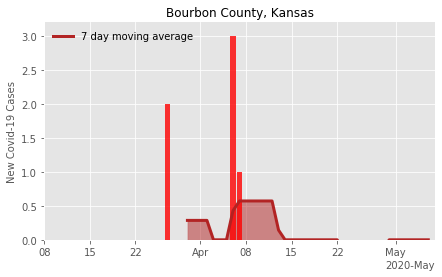 Bourbon County, Kansas
7 day moving average
New Covid-19 Cases
3.0
2.5
2.0
1.5
1.0
0.5
0.0
08 15 22 Apr 08 15 22 May
2020-May